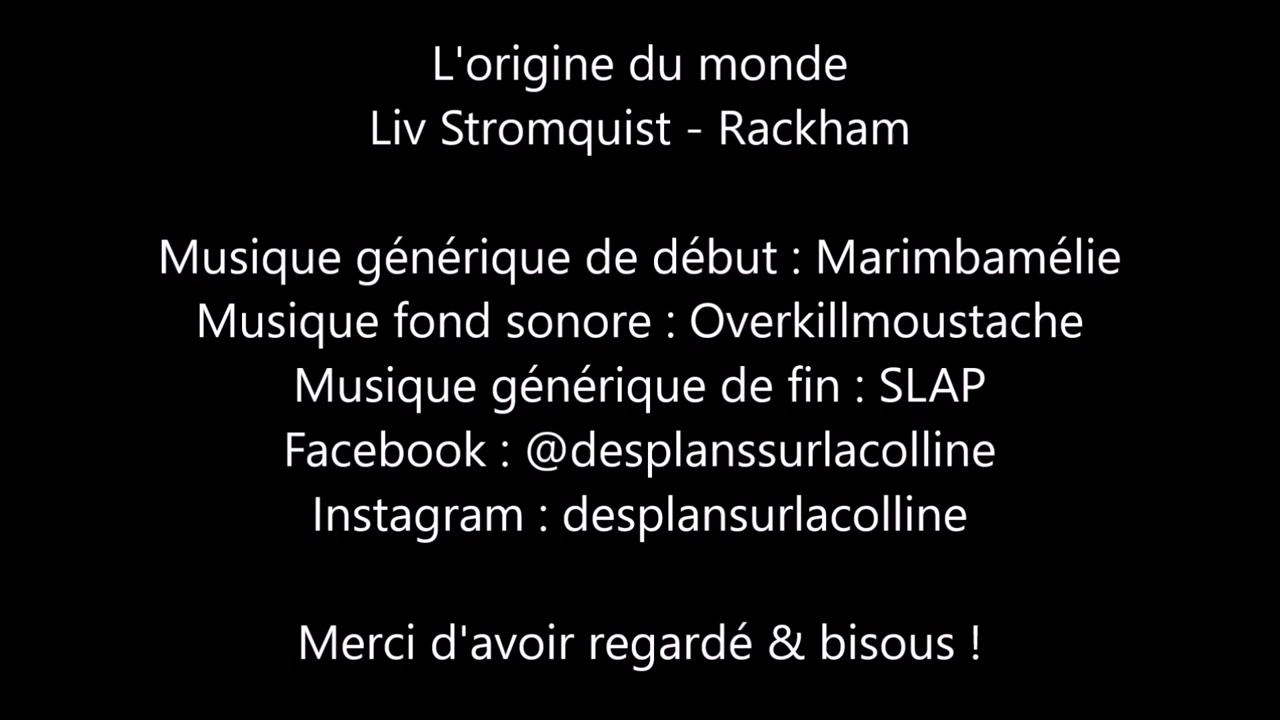 L'origine du monde
Liv Stromquist - Rackham
Musique générique de début : Marimbamélie
Musique fond sonore : Overkillmoustache
Musique générique de fin : SLAP
Facebook : @desplanssurlacolline
Instagram : desplansurlacolline
Merci d'avoir regardé & bisous !